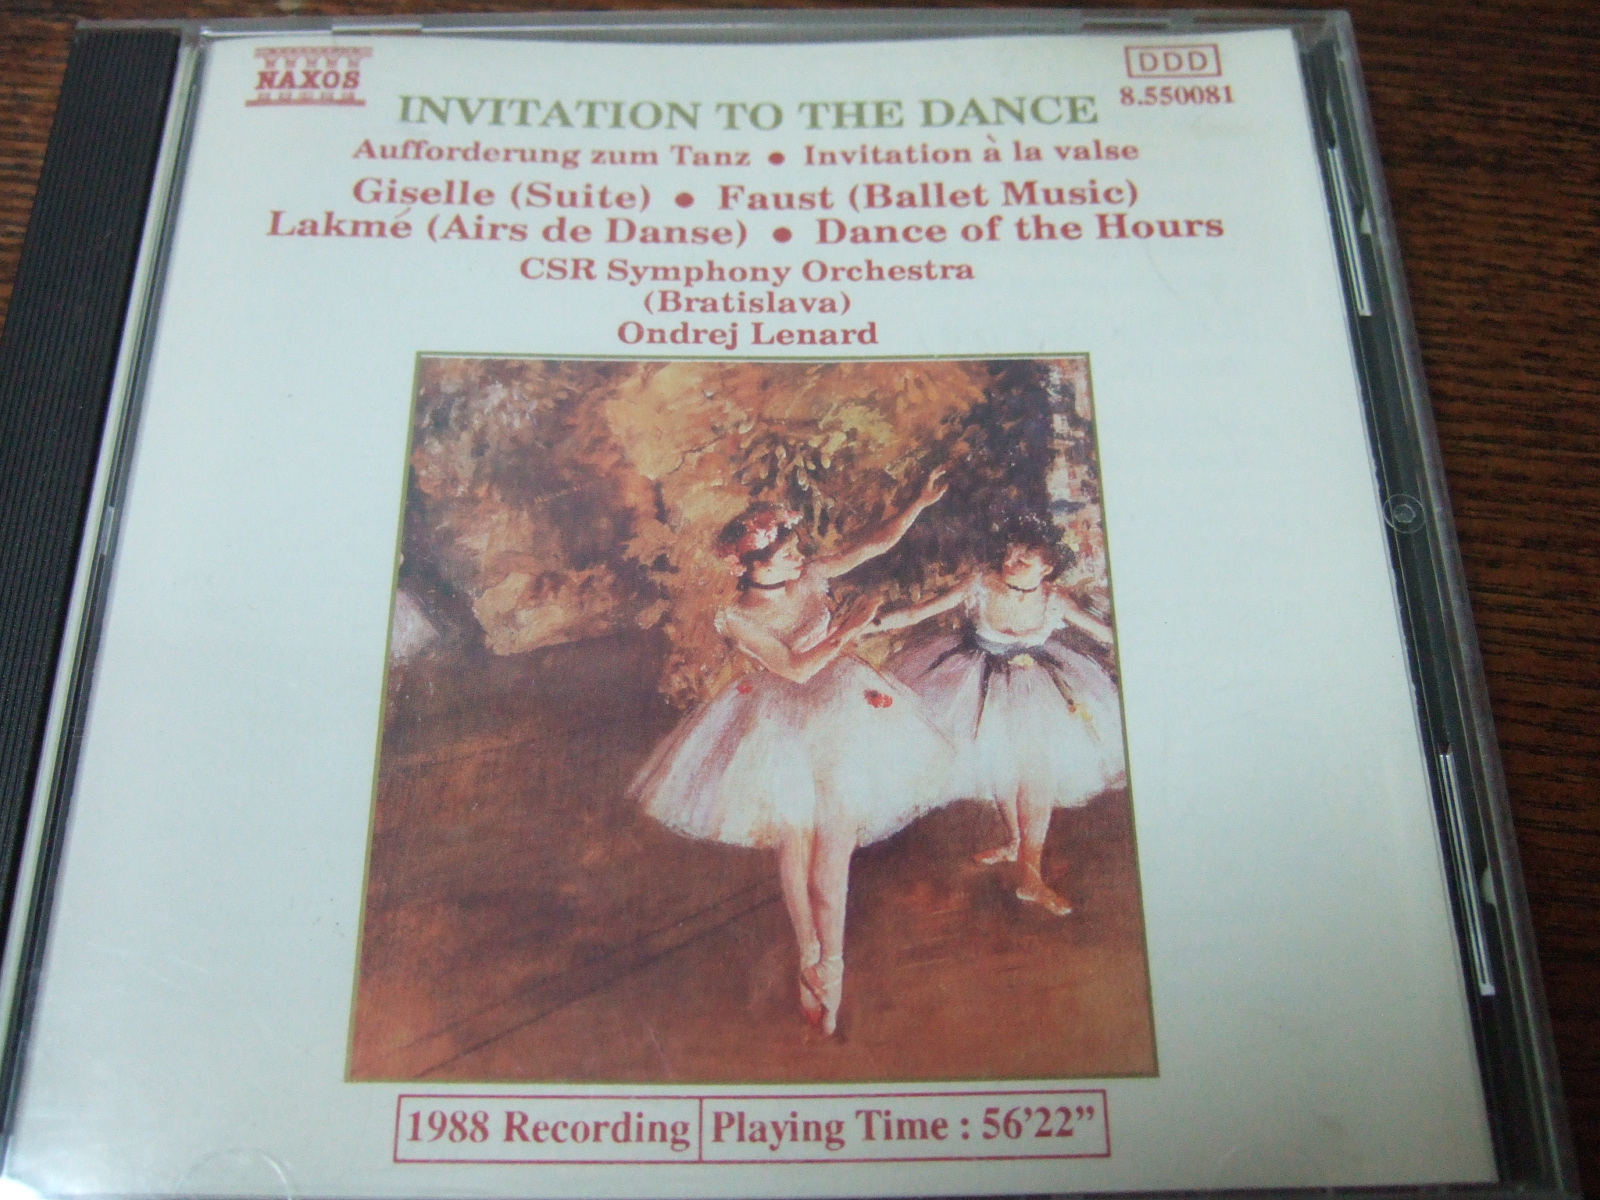 NAXOS
DDD
8.550081
INVITATION TO THE DANCE
Aufforderung zum Tanz • Invitation à la valse
Giselle (Suite) • Faust (Ballet Music)
Lakmé (Airs de Danse) • Dance of the Hours
CSR Symphony Orchestra
(Bratislava)
Ondrej Lenard
1988 Recording Playing Time : 56’22”